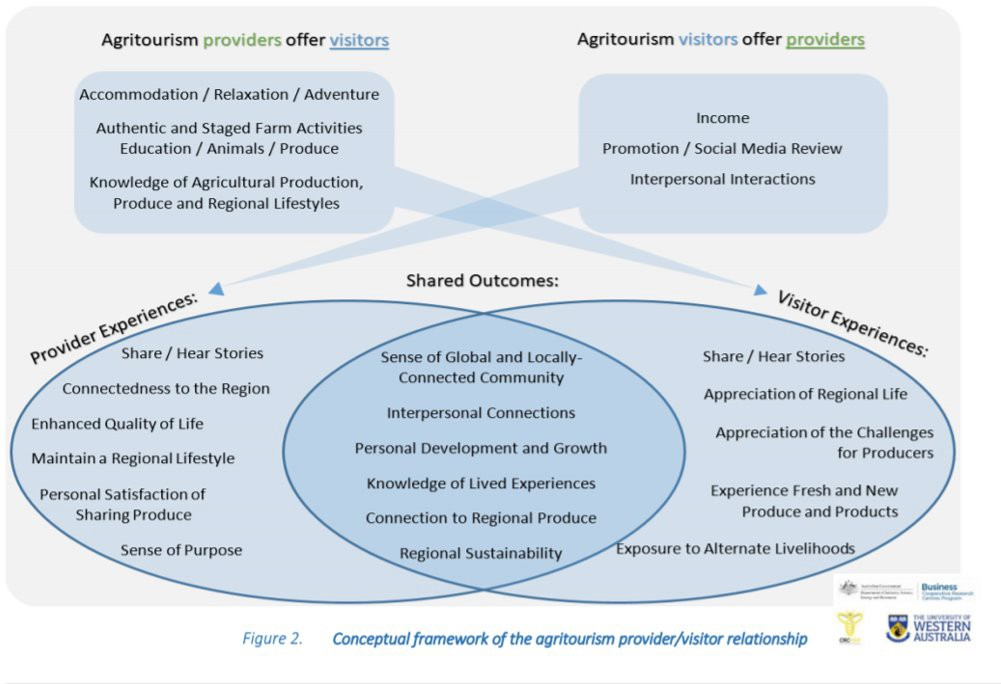 Agritourism providers offer visitors
Agritourism visitors offer providers
Accommodation / Relaxation / Adventure
Authentic and Staged Farm Activities
Education / Animals / Produce
Knowledge of Agricultural Production,
Produce and Regional Lifestyles
Income
Promotion / Social Media Review
Interpersonal Interactions
Shared Outcomes:
Provider Experiences:
Share / Hear Stories
Connectedness to the Region
Enhanced Quality of Life
Maintain a Regional Lifestyle
Personal Satisfaction of
Sharing Produce
Sense of Purpose
Sense of Global and Locally-
Connected Community
Interpersonal Connections
Personal Development and Growth
Knowledge of Lived Experiences
Connection to Regional Produce
Regional Sustainability
Visitor Experiences:
Share / Hear Stories
Appreciation of Regional Life
Appreciation of the Challenges
for Producers
Experience Fresh and New
Produce and Products
Exposure to Alternate Livelihoods
Australian Government
Business
Cooperative Research
Centres Program
THE UNIVERSITY OF
WESTERN
AUSTRALIA
Figure 2. Conceptual framework of the agritourism provider/visitor relationship